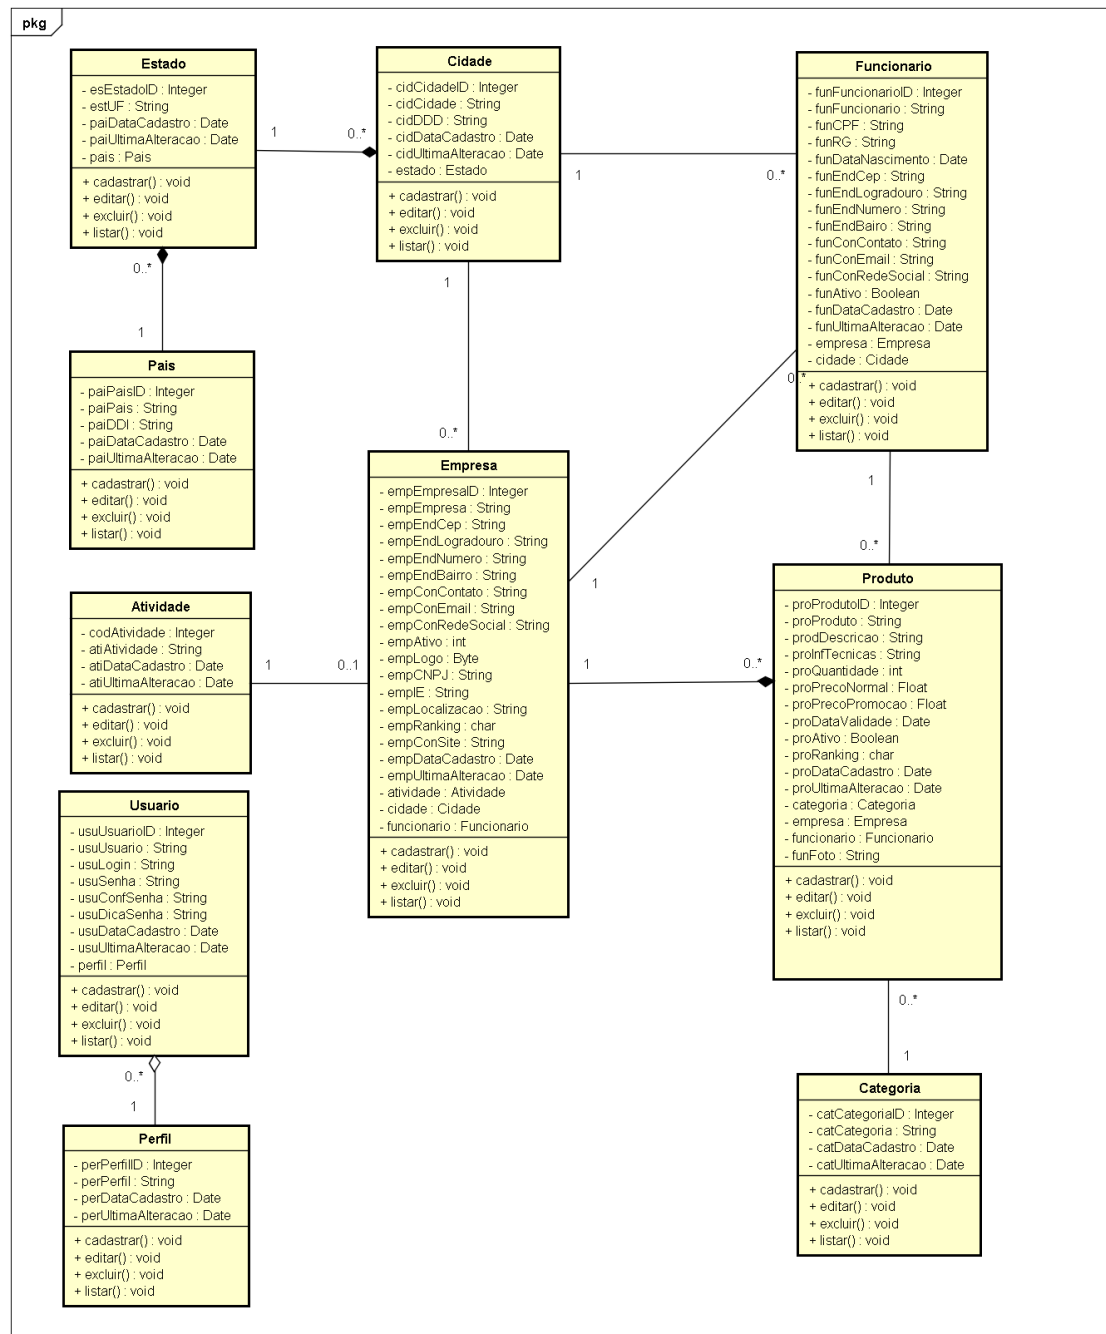 pkg
Estado
- esEstadoID : Integer
- estUF : String
- paiDataCadastro : Date
- paiUltimaAlteracao : Date
- pais : Pais
+ cadastrar() : void
+ editar() : void
+ excluir() : void
+ listar() : void
1
0..*
Cidade
- cidCidadeID : Integer
- cidCidade : String
- cidDDD : String
- cidDataCadastro : Date
- cidUltimaAlteracao : Date
- estado : Estado
+ cadastrar() : void
+ editar() : void
+ excluir() : void
+ listar() : void
1
0..*
Funcionario
- funFuncionarioID : Integer
- funFuncionario : String
- funCPF : String
- funRG : String
- funDataNascimento : Date
- funEndCep : String
- funEndLogradouro : String
- funEndNumero : String
- funEndBairo : String
- funConContato : String
- funConEmail : String
- funConRedeSocial : String
- funAtivo : Boolean
- funDataCadastro : Date
- funUltimaAlteracao : Date
- empresa : Empresa
- cidade : Cidade
+ cadastrar() : void
+ editar() : void
+ excluir() : void
+ listar() : void
0..*
1
1
0..*
0..*
1
1
0..*
Pais
- paiPaisID : Integer
- paiPais : String
- paiDDI : String
- paiDataCadastro : Date
- paiUltimaAlteracao : Date
+ cadastrar() : void
+ editar() : void
+ excluir() : void
+ listar() : void
Empresa
- empEmpresaID : Integer
- empEmpresa : String
- empEndCep : String
- empEndLogradouro : String
- empEndNumero : String
- empEndBairro : String
- empConContato : String
- empConEmail : String
- empConRedeSocial : String
- empAtivo : int
- empLogo : Byte
- empCNPJ : String
- empIE : String
- empLocalizacao : String
- empRanking : char
- empConSite : String
- empDataCadastro : Date
- empUltimaAlteracao : Date
- atividade : Atividade
- cidade : Cidade
- funcionario : Funcionario
+ cadastrar() : void
+ editar() : void
+ excluir() : void
+ listar() : void
1
1
0..*
Produto
- proProdutoID : Integer
- proProduto : String
- prodDescricao : String
- proInfTecnicas : String
- proQuantidade : int
- proPrecoNormal : Float
- proPrecoPromocao : Float
- proDataValidade : Date
- proAtivo : Boolean
- proRanking : char
- proDataCadastro : Date
- proUltimaAlteracao : Date
- categoria : Categoria
- empresa : Empresa
- funcionario : Funcionario
- funFoto : String
+ cadastrar() : void
+ editar() : void
+ excluir() : void
+ listar() : void
Atividade
- codAtividade : Integer
- atiAtividade : String
- atiDataCadastro : Date
- atiUltimaAlteracao : Date
+ cadastrar() : void
+ editar() : void
+ excluir() : void
+ listar() : void
1
0..1
Usuario
- usuUsuarioID : Integer
- usuUsuario : String
- usuLogin : String
- usuSenha : String
- usuConfSenha : String
- usuDicaSenha : String
- usuDataCadastro : Date
- usuUltimaAlteracao : Date
- perfil : Perfil
+ cadastrar() : void
+ editar() : void
+ excluir() : void
+ listar() : void
0..*
1
0..*
1
Perfil
- perPerfilID : Integer
- perPerfil : String
- perDataCadastro : Date
- perUltimaAlteracao : Date
+ cadastrar() : void
+ editar() : void
+ excluir() : void
+ listar() : void
Categoria
- catCategoriaID : Integer
- catCategoria : String
- catDataCadastro : Date
- catUltimaAlteracao : Date
+ cadastrar() : void
+ editar() : void
+ excluir() : void
+ listar() : void